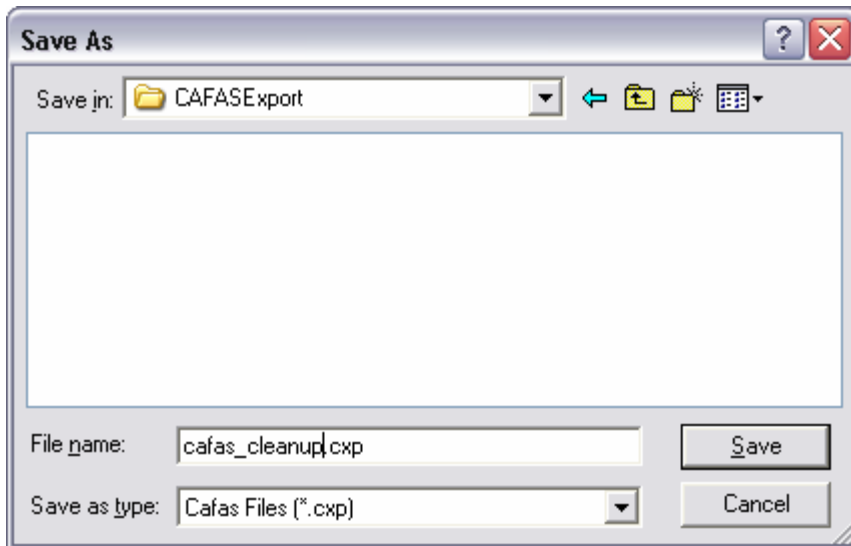 Save As
Save in: CAFASExport
File name: cafas_cleanup.cxp Save
Save as type: Cafas Files (*.cxp) Cancel